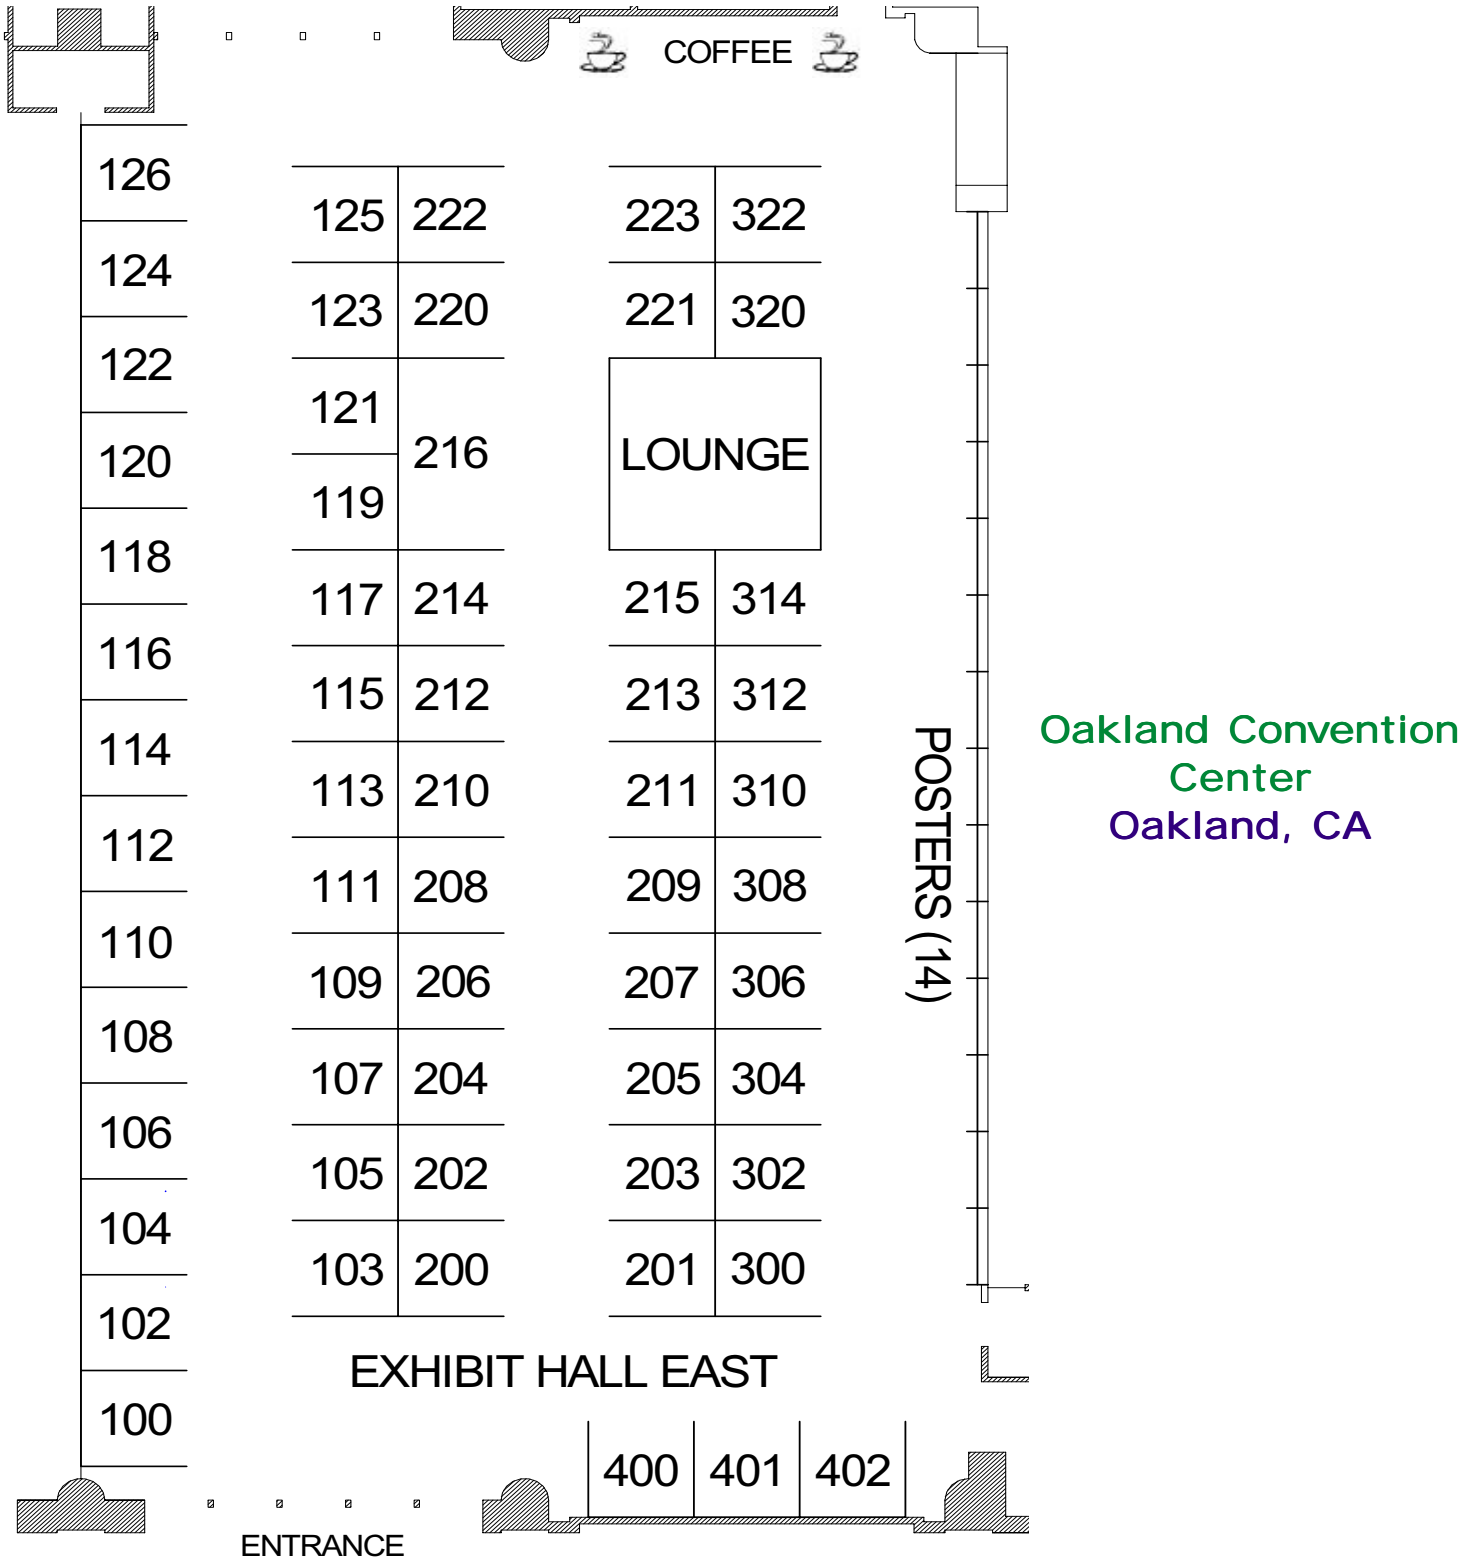 COFFEE
126
125 222 223 322
124
123 220 221 320
122
121
216 LOUNGE
120
119
118
117 214 215 314
116
115 212 213 312
114
113 210 211 310
112
111 208 209 308
110
109 206 207 306
108
107 204 205 304
106
105 202 203 302
104
103 200 201 300
102
POSTERS (14)
Oakland Convention
Center
Oakland, CA
EXHIBIT HALL EAST
100
400 401 402
ENTRANCE